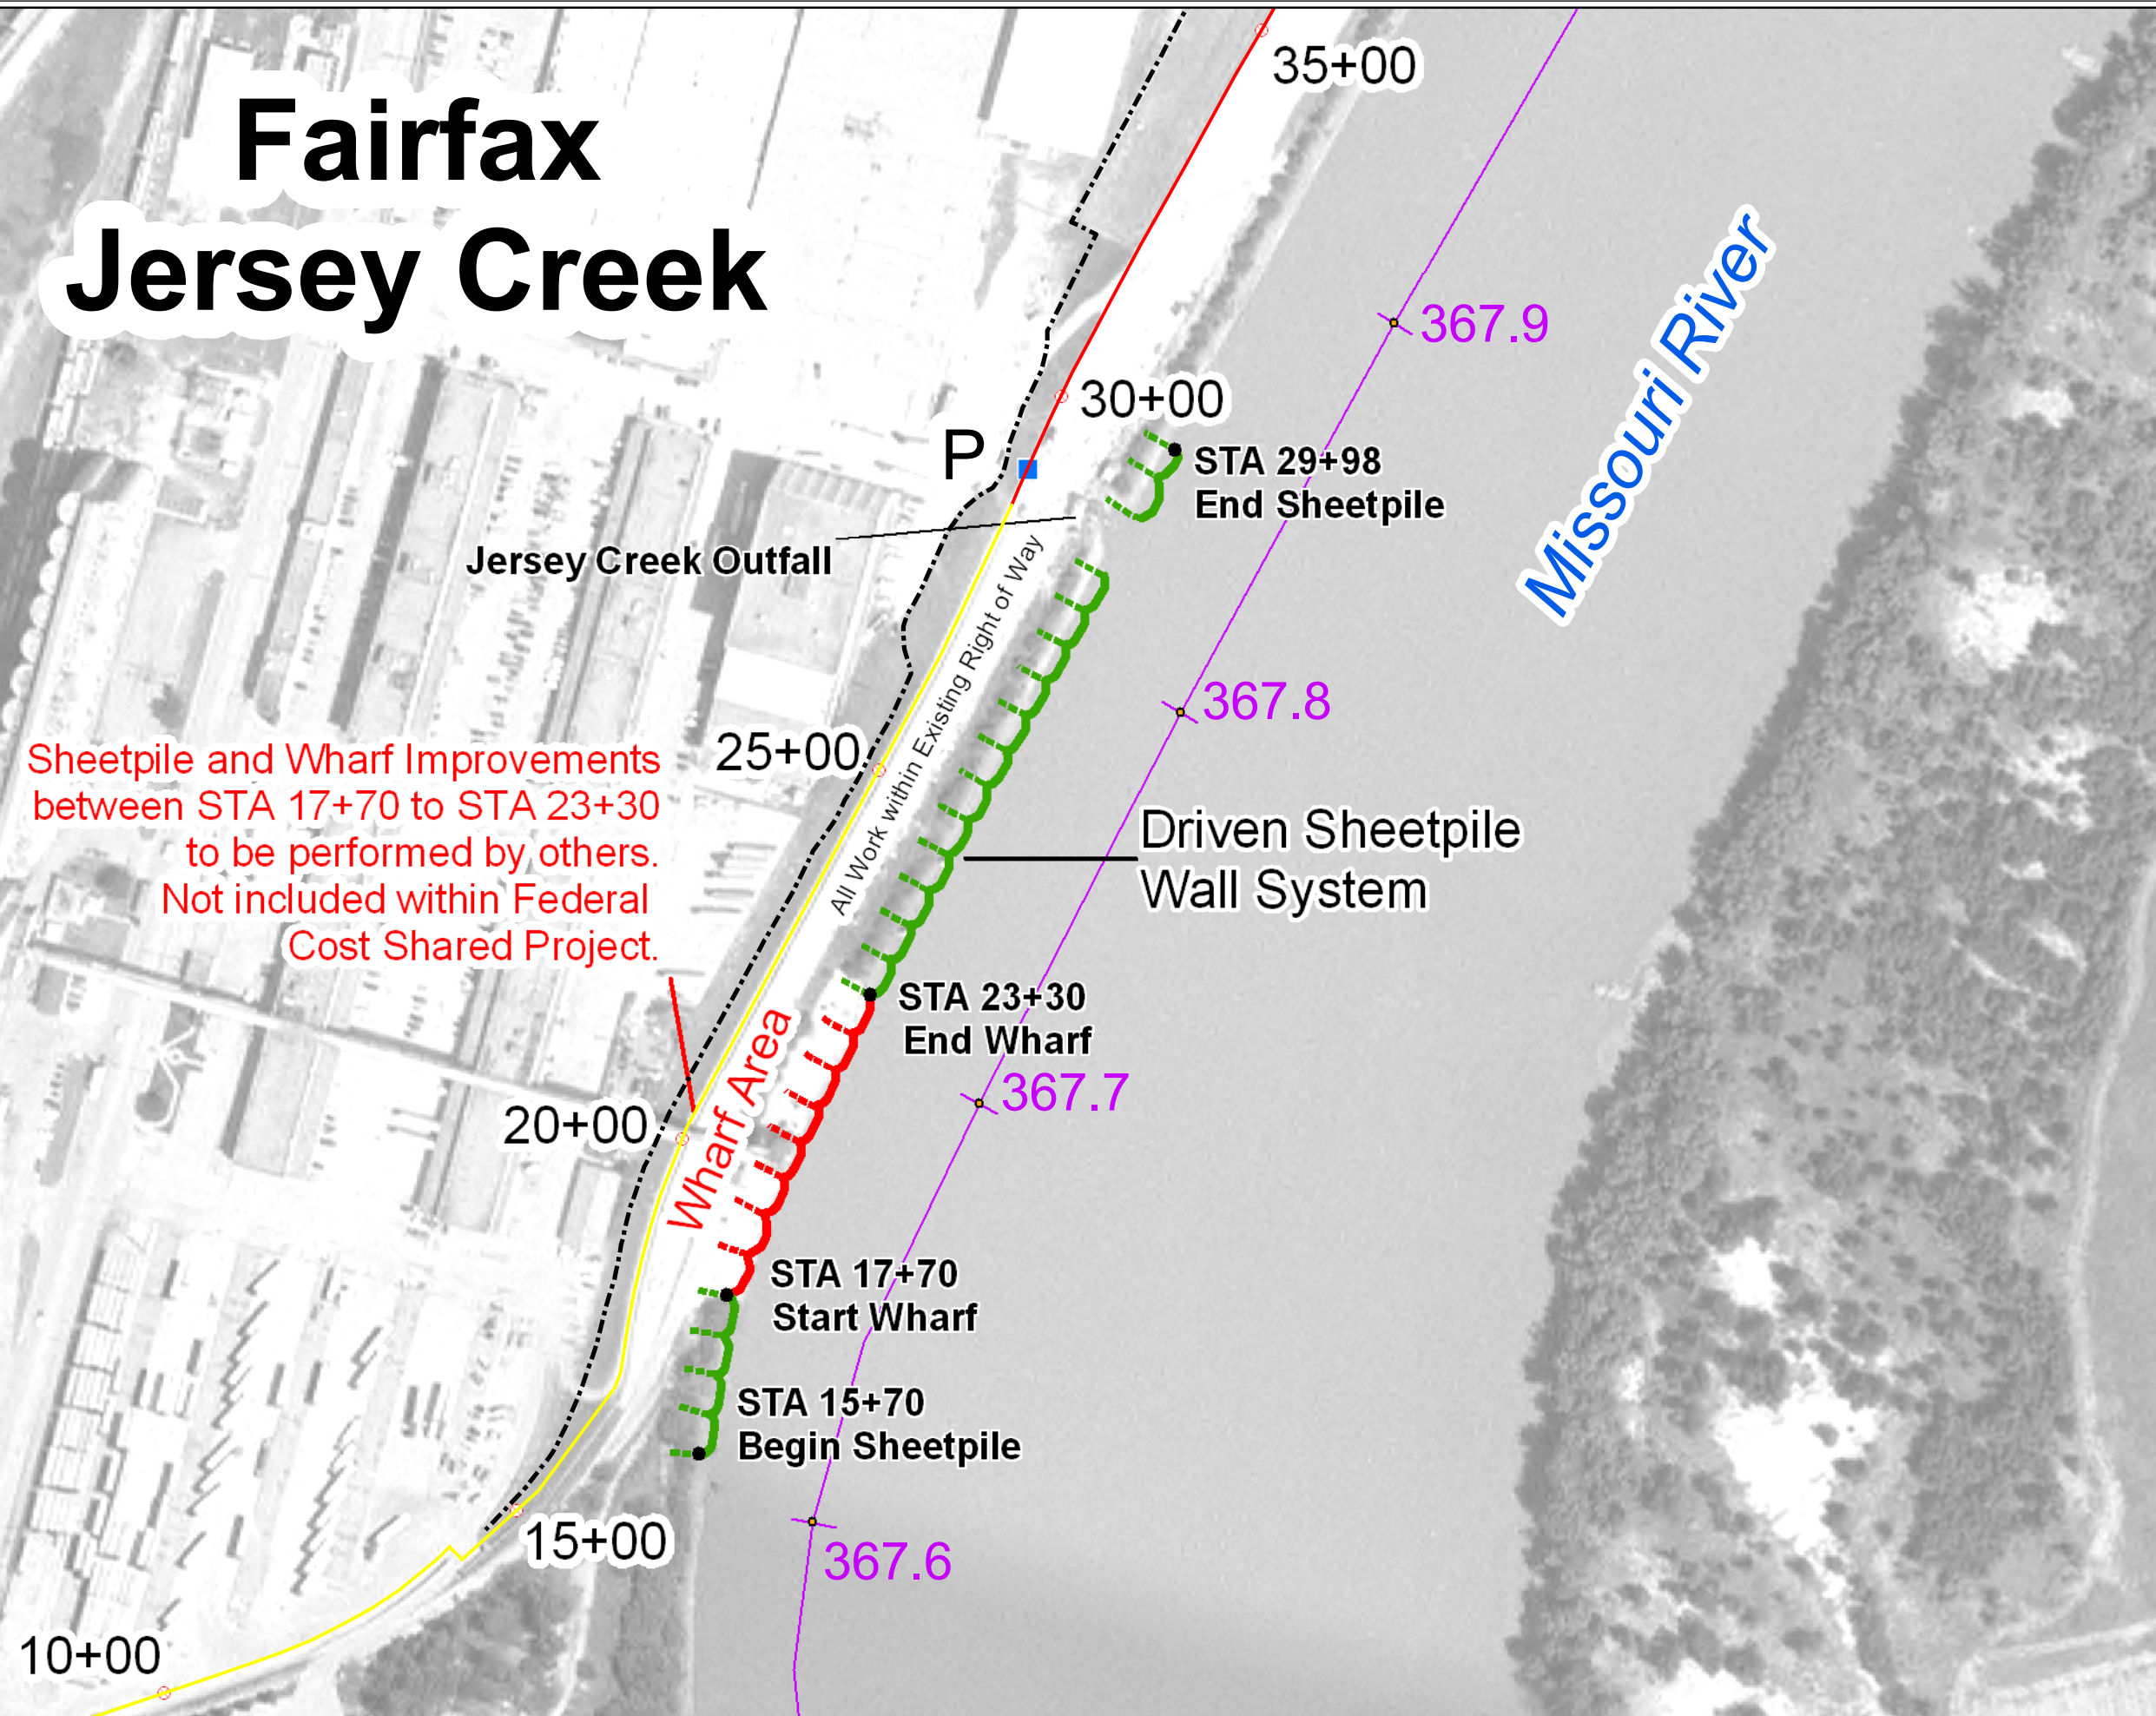 Fairfax
Jersey Creek
35+00
367.9
Missouri River
30+00
P
STA 29+98
End Sheetpile
Jersey Creek Outfall
All Work within Existing Right of Way
367.8
25+00
Sheetpile and Wharf Improvements
between STA 17+70 to STA 23+30
to be performed by others.
Not included within Federal
Cost Shared Project.
Driven Sheetpile
Wall System
STA 23+30
End Wharf
367.7
20+00
Wharf Area
STA 17+70
Start Wharf
STA 15+70
Begin Sheetpile
15+00
367.6
10+00